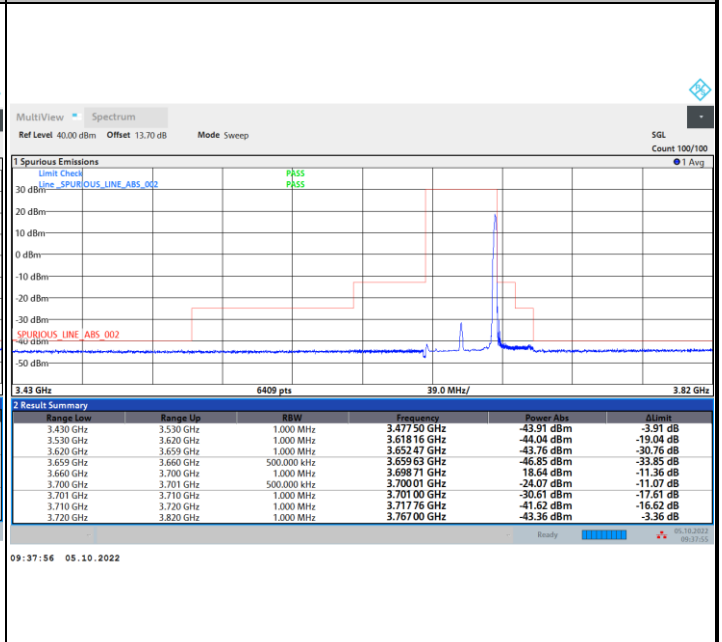 MultiView Spectrum
Ref Level 40.00 dBm Offset 13.70 dB Mode Sweep SGL
Count 100/100
1 Spurious Emissions 1 Avg
Limit Check PASS
Line _SPURIOUS_LINE_ABS_002 PASS
30 dBm
20 dBm
10 dBm
0 dBm
-10 dBm
-20 dBm
-30 dBm
SPURIOUS_LINE_ABS_002
-40 dBm
-50 dBm
3.43 GHz 6409 pts 39.0 MHz/ 3.82 GHz
2 Result Summary
Range Low Range Up RBW Frequency Power Abs ΔLimit
3.430 GHz 3.530 GHz 1.000 MHz 3.477 50 GHz -43.91 dBm -3.91 dB
3.530 GHz 3.620 GHz 1.000 MHz 3.618 16 GHz -44.04 dBm -19.04 dB
3.620 GHz 3.659 GHz 1.000 MHz 3.652 47 GHz -43.76 dBm -30.76 dB
3.659 GHz 3.660 GHz 500.000 kHz 3.659 63 GHz -46.85 dBm -33.85 dB
3.660 GHz 3.700 GHz 1.000 MHz 3.698 71 GHz 18.64 dBm -11.36 dB
3.700 GHz 3.701 GHz 500.000 kHz 3.700 01 GHz -24.07 dBm -11.07 dB
3.701 GHz 3.710 GHz 1.000 MHz 3.701 00 GHz -30.61 dBm -17.61 dB
3.710 GHz 3.720 GHz 1.000 MHz 3.717 76 GHz -41.62 dBm -16.62 dB
3.720 GHz 3.820 GHz 1.000 MHz 3.767 00 GHz -43.36 dBm -3.36 dB
Ready 05.10.2022
09:37:55
09:37:56 05.10.2022